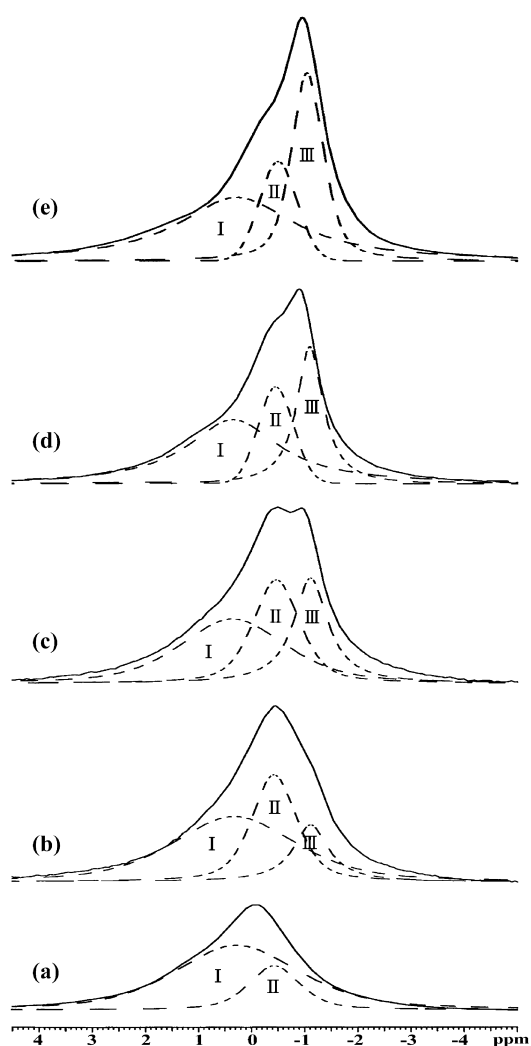 Ⅲ
Ⅱ
(e)
Ⅰ
Ⅲ
Ⅱ
(d)
Ⅰ
Ⅱ
Ⅲ
(c)
Ⅰ
Ⅱ
(b)
Ⅰ
Ⅲ
(a)
Ⅰ
Ⅱ
4 3 2 1 0 -1 -2 -3 -4 ppm